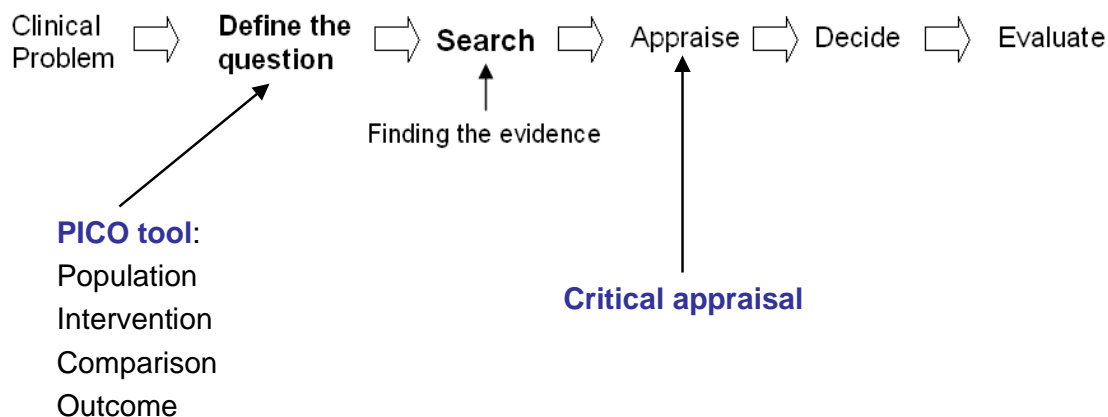 Clinical Problem
Define the question
Search
Appraise
Decide
Evaluate
Finding the evidence
PICO tool:
Population
Intervention
Comparison
Outcome
Critical appraisal